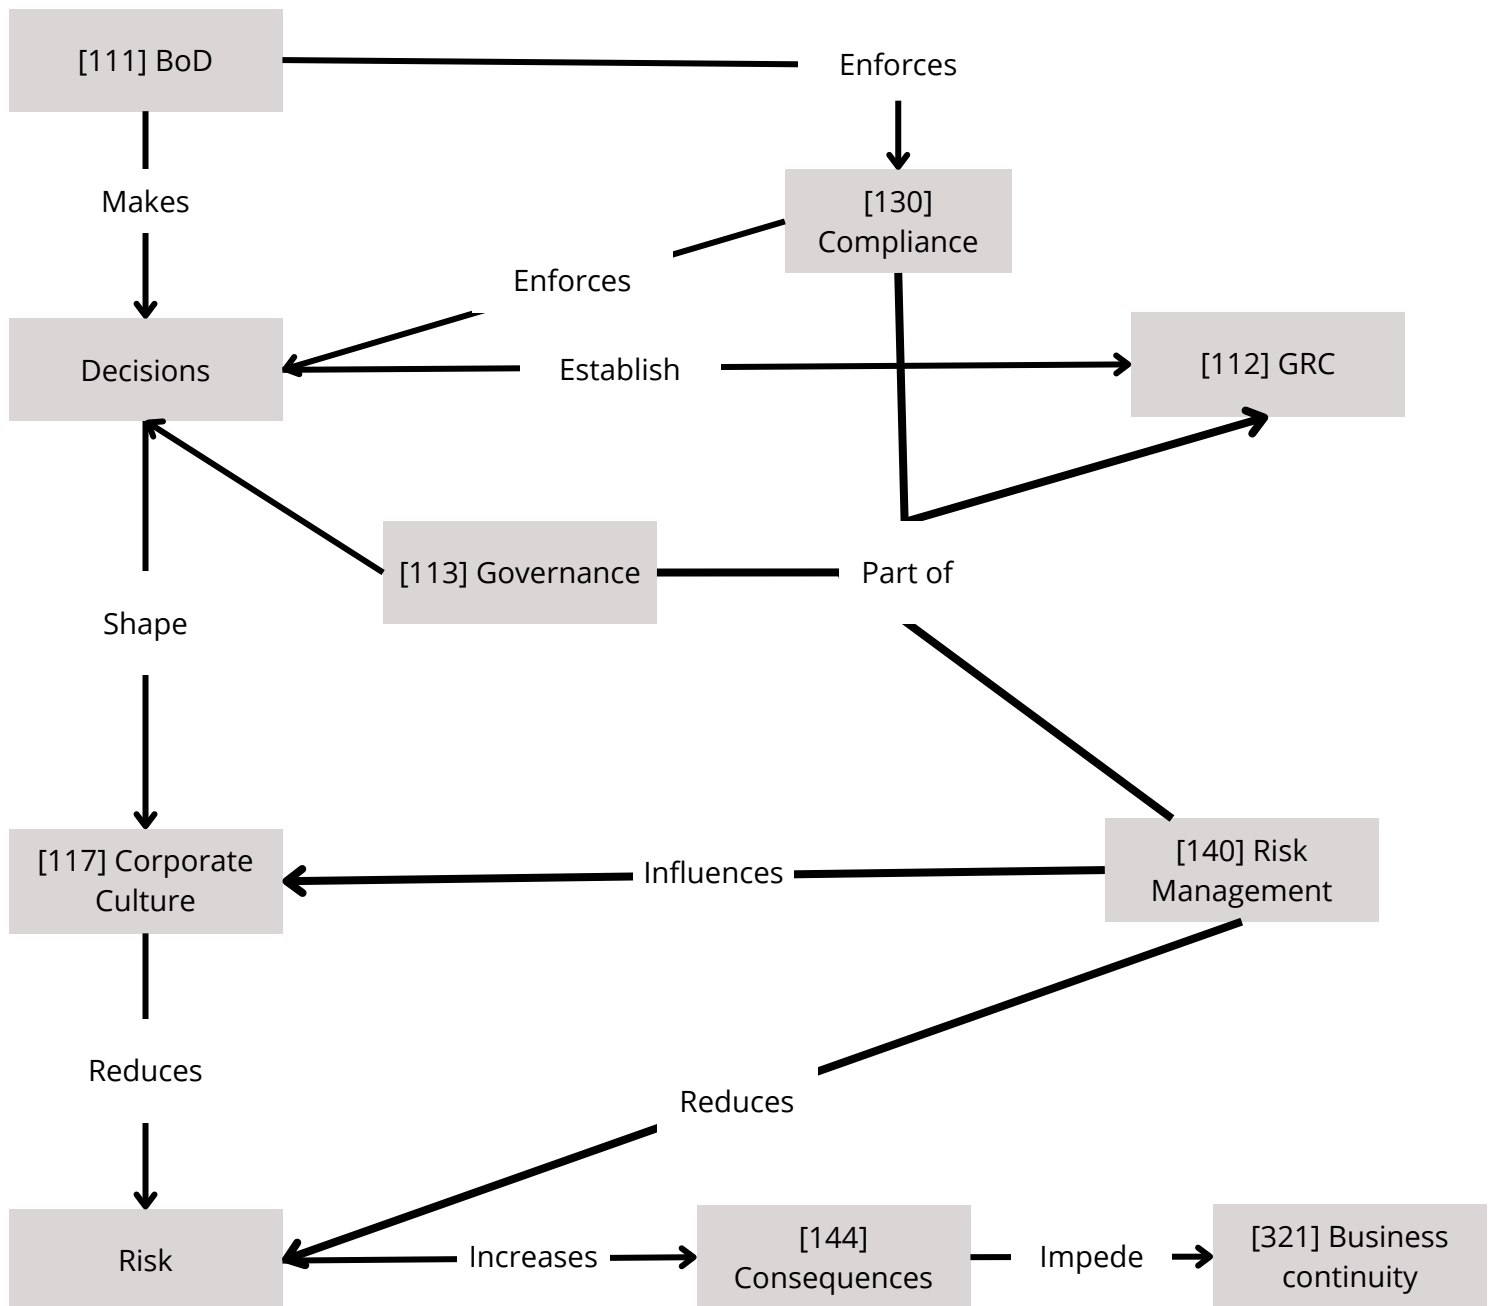 [111] BoD
Enforces
Makes
[130]
Compliance
Enforces
Decisions
Establish
[112] GRC
[113] Governance
Part of
Shape
[117] Corporate
Culture
Influences
[140] Risk
Management
Reduces
Reduces
Risk
Increases
[144]
Consequences
Impede
[321] Business
continuity